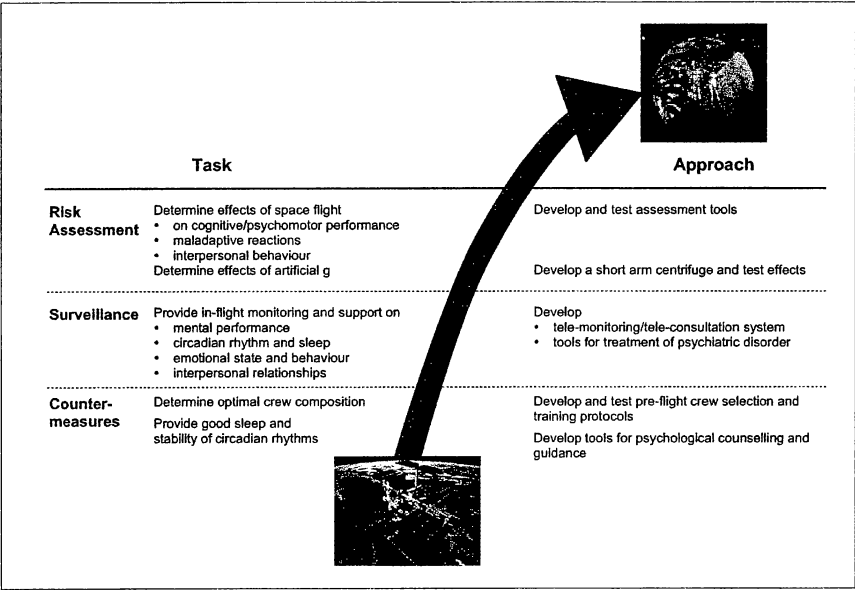 Task
Approach
Risk
Assessment
Determine effects of space flight
• on cognitive/psychomotor performance
• maladaptive reactions
• interpersonal behaviour
Determine effects of artificial g
Develop and test assessment tools
Develop a short arm centrifuge and test effects
Surveillance
Provide in-flight monitoring and support on
• mental performance
• circadian rhythm and sleep
• emotional state and behaviour
• interpersonal relationships
Develop
• tele-monitoring/tele-consultation system
• tools for treatment of psychiatric disorder
Counter-
measures
Determine optimal crew composition
Provide good sleep and
stability of circadian rhythms
Develop and test pre-flight crew selection and
training protocols
Develop tools for psychological counselling and
guidance